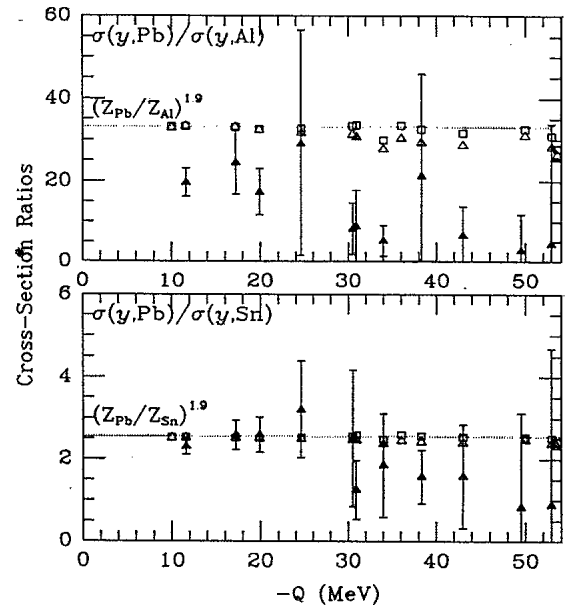 60
σ(y,Pb)/σ(y,Al)
40
(Z_Pb/Z_Al)^1.9
20
0
0 10 20 30 40 50
Cross-Section Ratios
6
σ(y,Pb)/σ(y,Sn)
4
(Z_Pb/Z_Sn)^1.9
2
0
0 10 20 30 40 50
-Q (MeV)